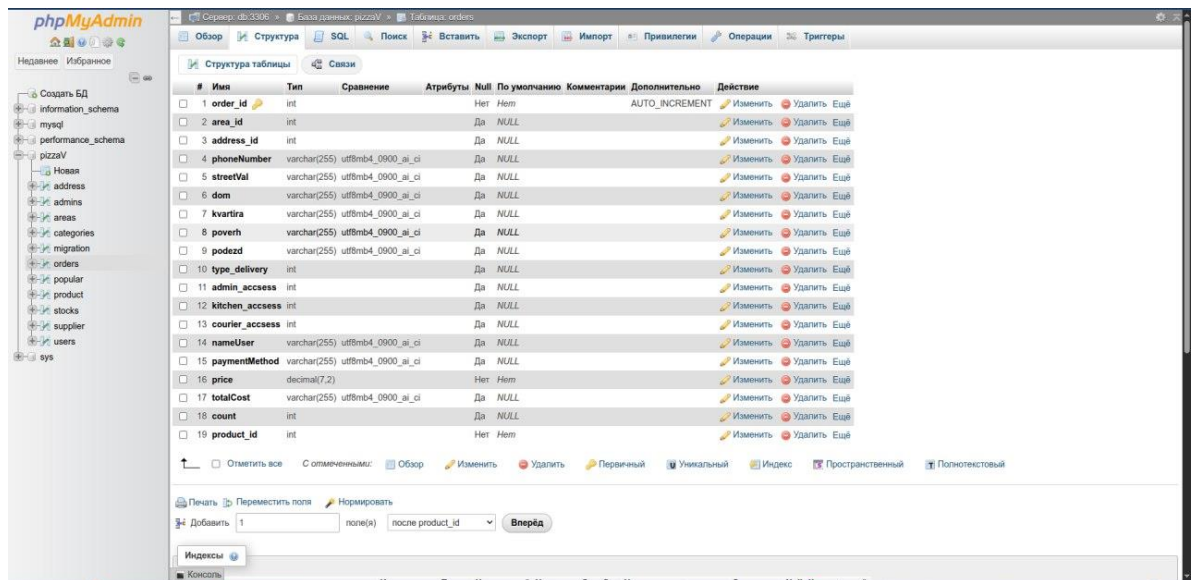 phpMyAdmin
Недавнее Избранное
Создать БД
information_schema
mysql
performance_schema
pizzaV
Новая
address
admins
areas
categories
migration
orders
popular
product
stocks
supplier
users
sys
Сервер: db:3306 » База данных: pizzaV » Таблица: orders
Обзор Структура SQL Поиск Вставить Экспорт Импорт Привилегии Операции Триггеры
Структура таблицы Связи
# Имя Тип Сравнение Атрибуты Null По умолчанию Комментарии Дополнительно Действие
1 order_id int Нет Нет AUTO_INCREMENT Изменить Удалить Ещё
2 area_id int Да NULL Изменить Удалить Ещё
3 address_id int Да NULL Изменить Удалить Ещё
4 phoneNumber varchar(255) utf8mb4_0900_ai_ci Да NULL Изменить Удалить Ещё
5 streetVal varchar(255) utf8mb4_0900_ai_ci Да NULL Изменить Удалить Ещё
6 dom varchar(255) utf8mb4_0900_ai_ci Да NULL Изменить Удалить Ещё
7 kvartira varchar(255) utf8mb4_0900_ai_ci Да NULL Изменить Удалить Ещё
8 poverh varchar(255) utf8mb4_0900_ai_ci Да NULL Изменить Удалить Ещё
9 podezd varchar(255) utf8mb4_0900_ai_ci Да NULL Изменить Удалить Ещё
10 type_delivery int Да NULL Изменить Удалить Ещё
11 admin_accsess int Да NULL Изменить Удалить Ещё
12 kitchen_accsess int Да NULL Изменить Удалить Ещё
13 courier_accsess int Да NULL Изменить Удалить Ещё
14 nameUser varchar(255) utf8mb4_0900_ai_ci Да NULL Изменить Удалить Ещё
15 paymentMethod varchar(255) utf8mb4_0900_ai_ci Да NULL Изменить Удалить Ещё
16 price decimal(7,2) Нет Нет Изменить Удалить Ещё
17 totalCost varchar(255) utf8mb4_0900_ai_ci Да NULL Изменить Удалить Ещё
18 count int Да NULL Изменить Удалить Ещё
19 product_id int Нет Нет Изменить Удалить Ещё
Отметить все С отмеченными: Обзор Изменить Удалить Первичный Уникальный Индекс Пространственный Полнотекстовый
Печать Переместить поля Нормировать
Добавить 1 поле(я) после product_id Вперёд
Индексы
Консоль